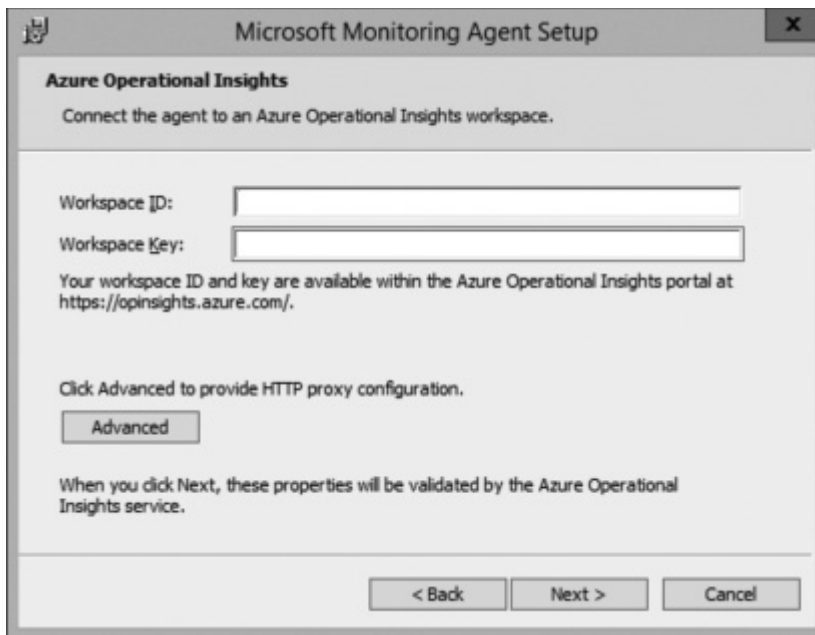 Microsoft Monitoring Agent Setup
x
Azure Operational Insights
Connect the agent to an Azure Operational Insights workspace.
Workspace ID:
Workspace Key:
Your workspace ID and key are available within the Azure Operational Insights portal at
https://opinsights.azure.com/.
Click Advanced to provide HTTP proxy configuration.
Advanced
When you click Next, these properties will be validated by the Azure Operational
Insights service.
< Back Next > Cancel